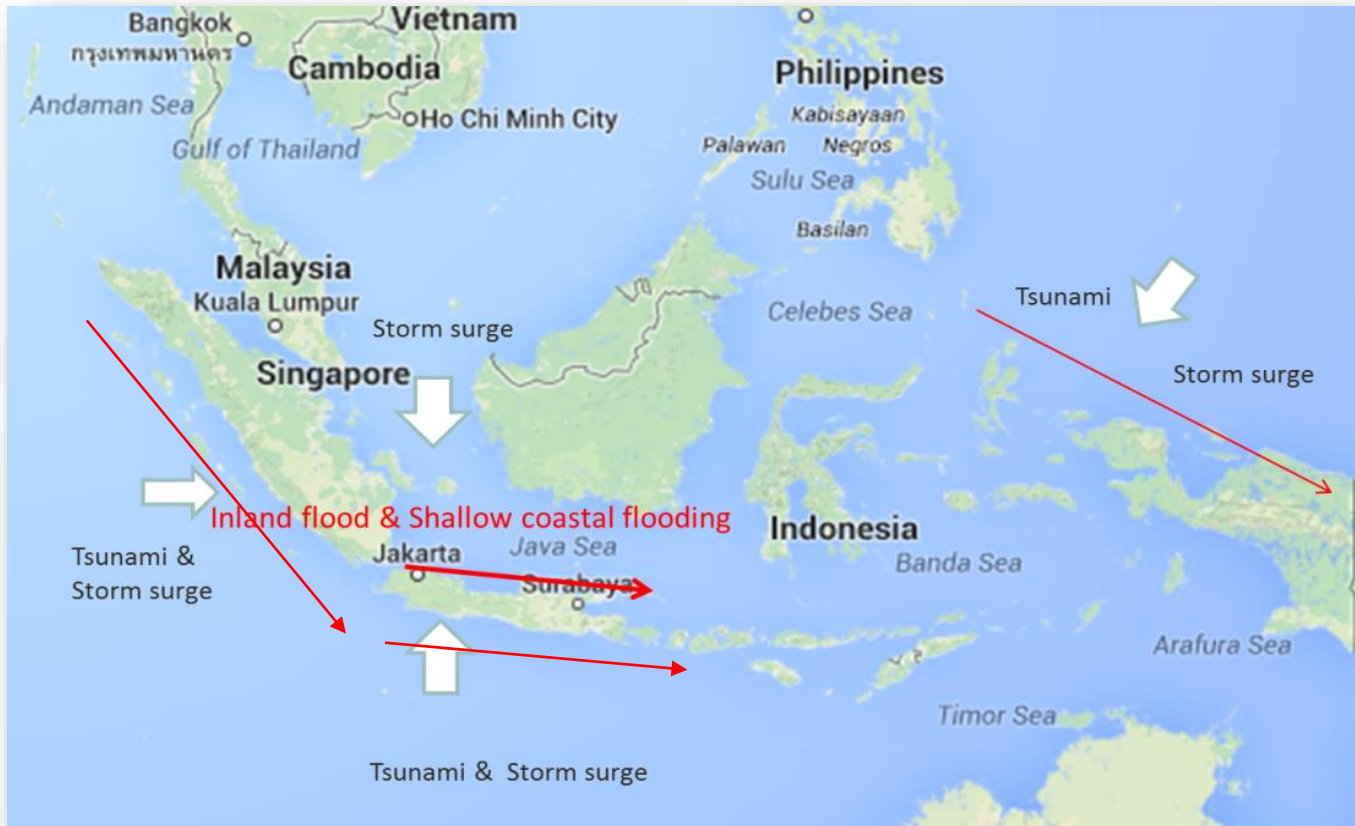 Bangkok
กรุงเทพมหานคร
Vietnam
Cambodia
Andaman Sea
Ho Chi Minh City
Gulf of Thailand
Philippines
Kabisayaan
Palawan
Negros
Sulu Sea
Basilan
Malaysia
Kuala Lumpur
Singapore
Storm surge
Celebes Sea
Tsunami
Storm surge
Inland flood & Shallow coastal flooding
Indonesia
Tsunami &
Storm surge
Jakarta
Java Sea
Surabaya
Banda Sea
Arafura Sea
Timor Sea
Tsunami & Storm surge